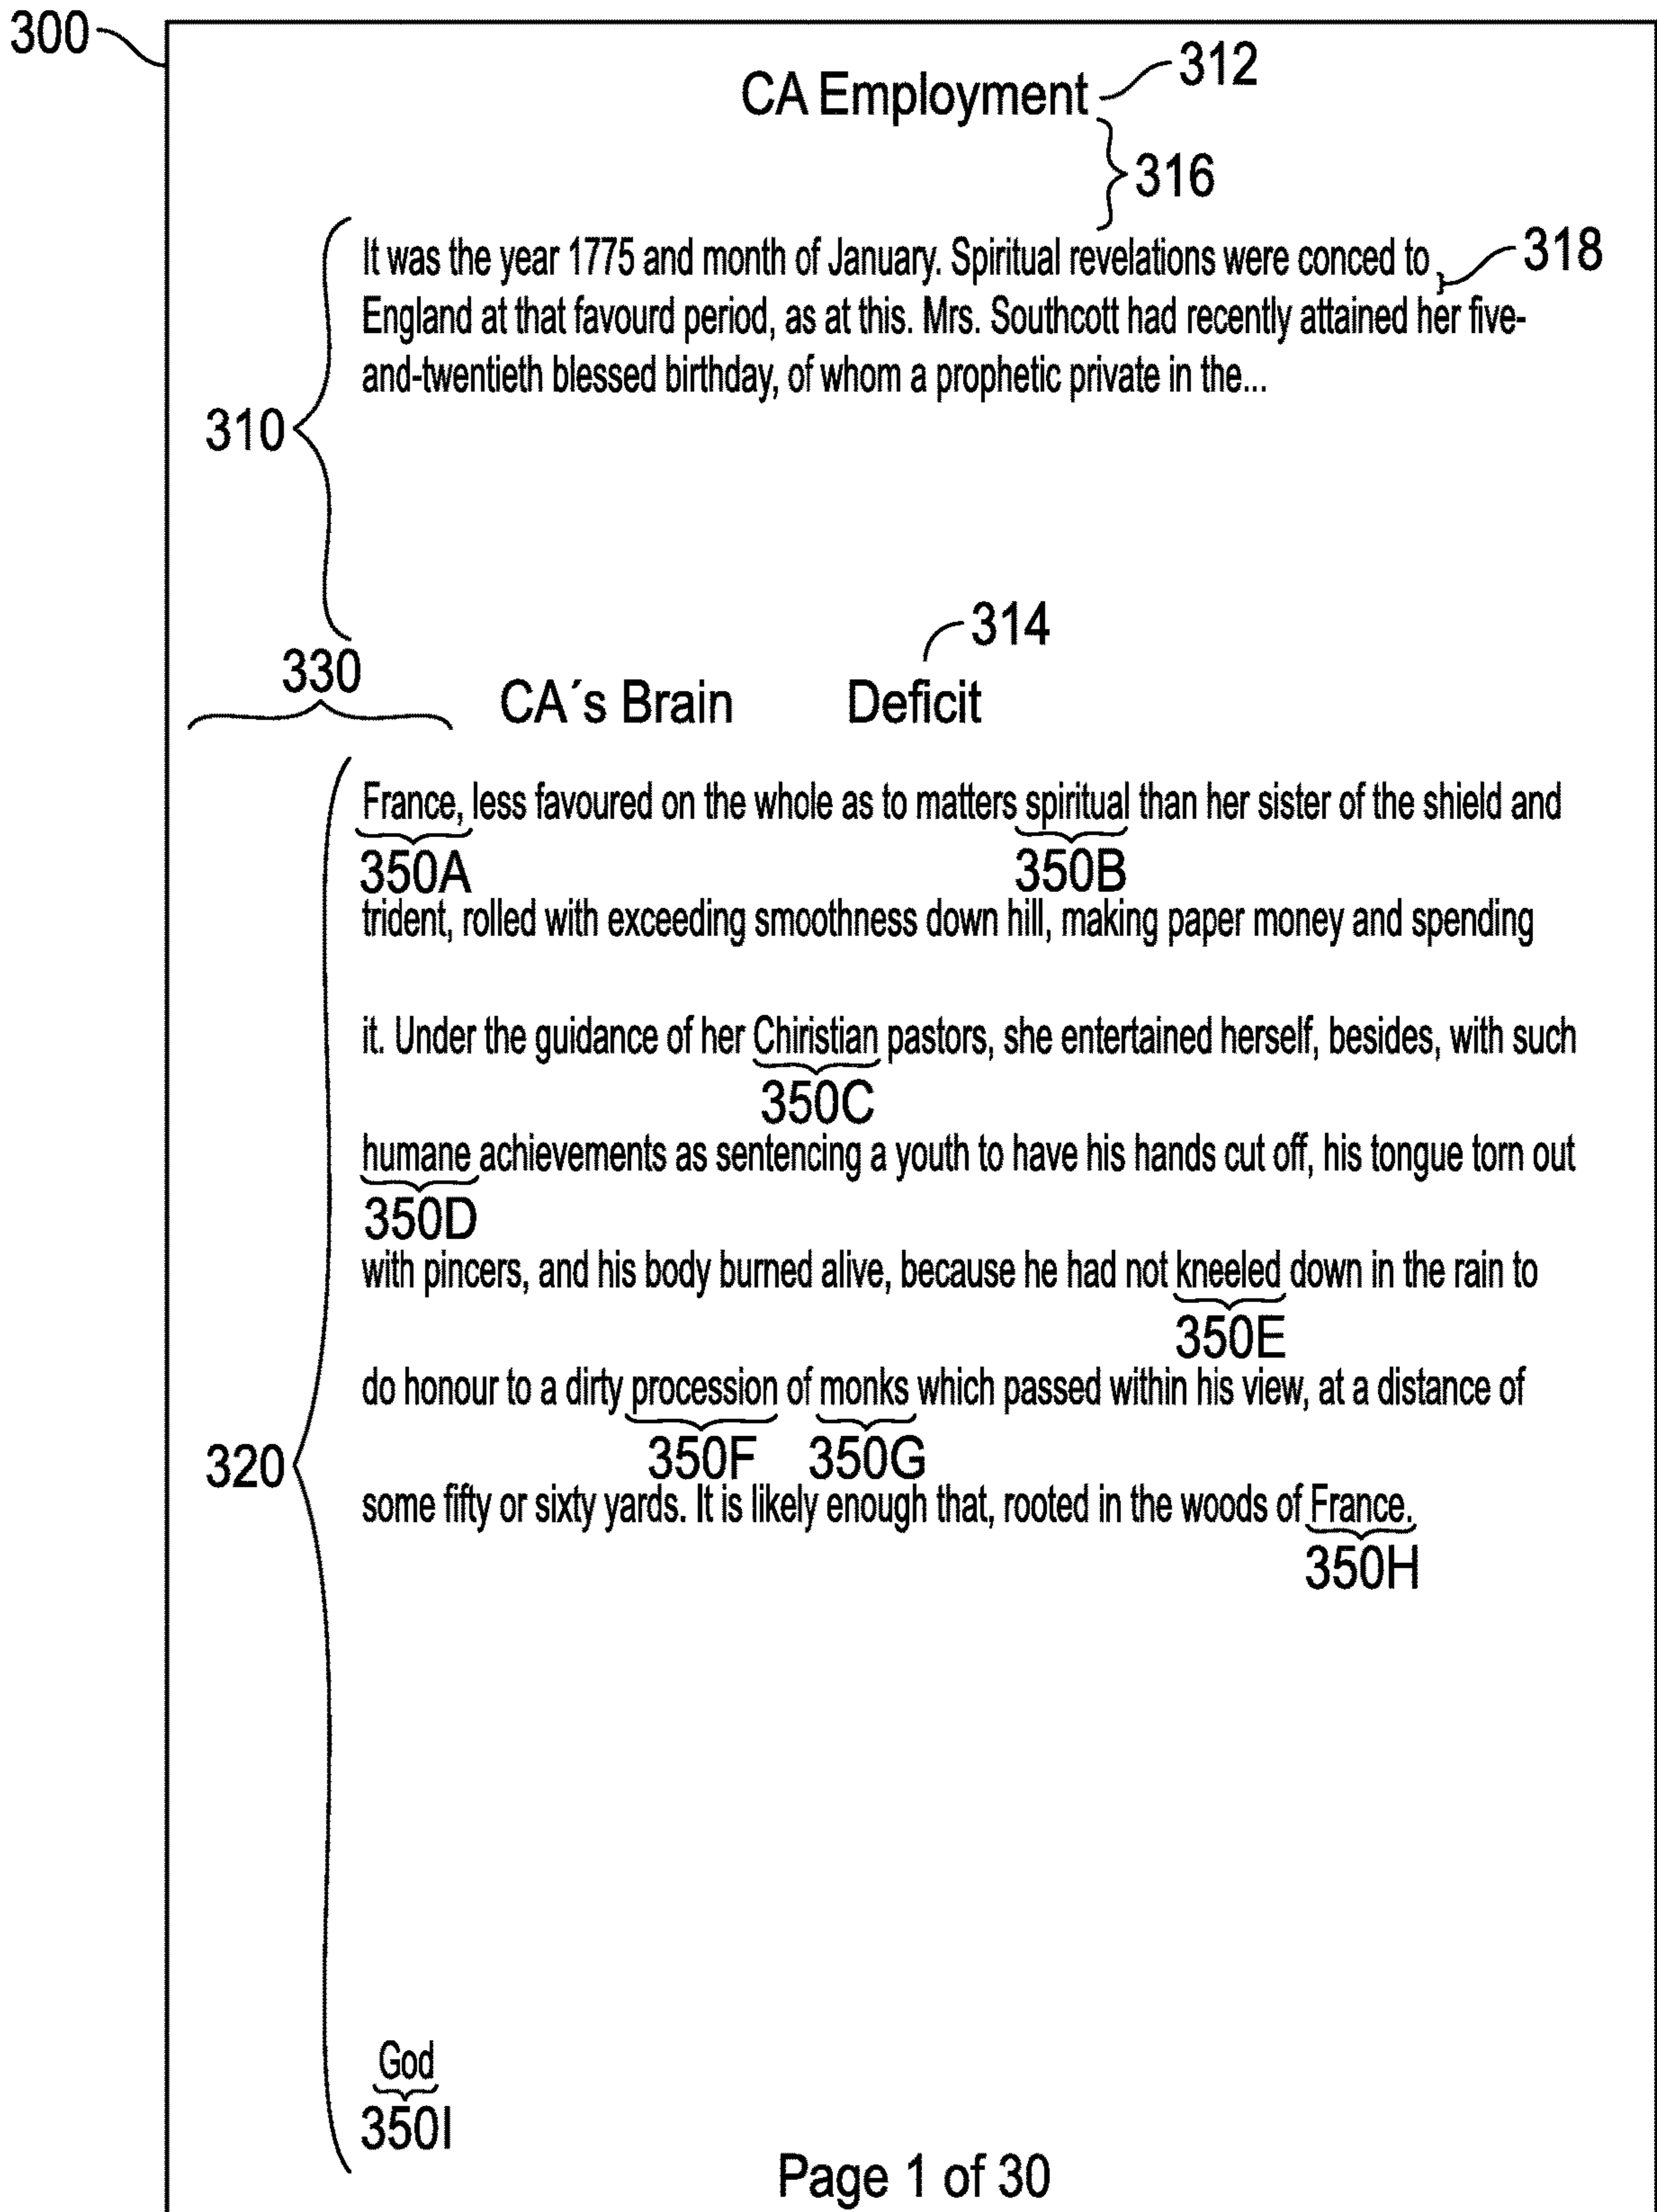 300
CA Employment 312
316
It was the year 1775 and month of January. Spiritual revelations were conced to 318
England at that favourd period, as at this. Mrs. Southcott had recently attained her five-
and-twentieth blessed birthday, of whom a prophetic private in the...
310
314
330
CA´s Brain Deficit
France, less favoured on the whole as to matters spiritual than her sister of the shield and
350A 350B
trident, rolled with exceeding smoothness down hill, making paper money and spending
it. Under the guidance of her Chiristian pastors, she entertained herself, besides, with such
350C
humane achievements as sentencing a youth to have his hands cut off, his tongue torn out
350D
with pincers, and his body burned alive, because he had not kneeled down in the rain to
350E
do honour to a dirty procession of monks which passed within his view, at a distance of
320 350F 350G
some fifty or sixty yards. It is likely enough that, rooted in the woods of France.
350H
God
350I
Page 1 of 30